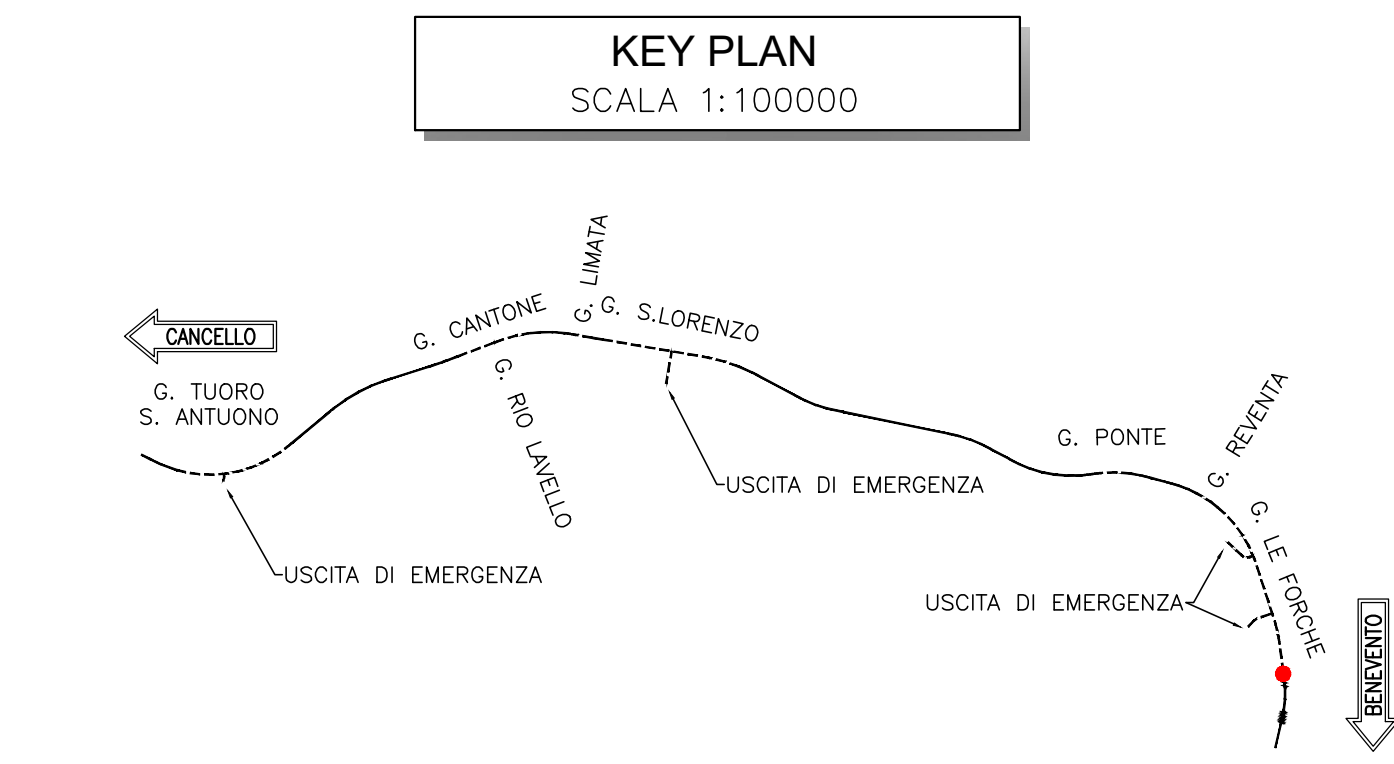 KEY PLAN
SCALA 1:100000
G. LIMATA
G. CANTONE
G. S.LORENZO
CANCELLO
G. TUORO
S. ANTUONO
G. RIO LAVELLO
G. REVENTA
G. PONTE
USCITA DI EMERGENZA
G. LE FORCHE
USCITA DI EMERGENZA
USCITA DI EMERGENZA
BENEVENTO